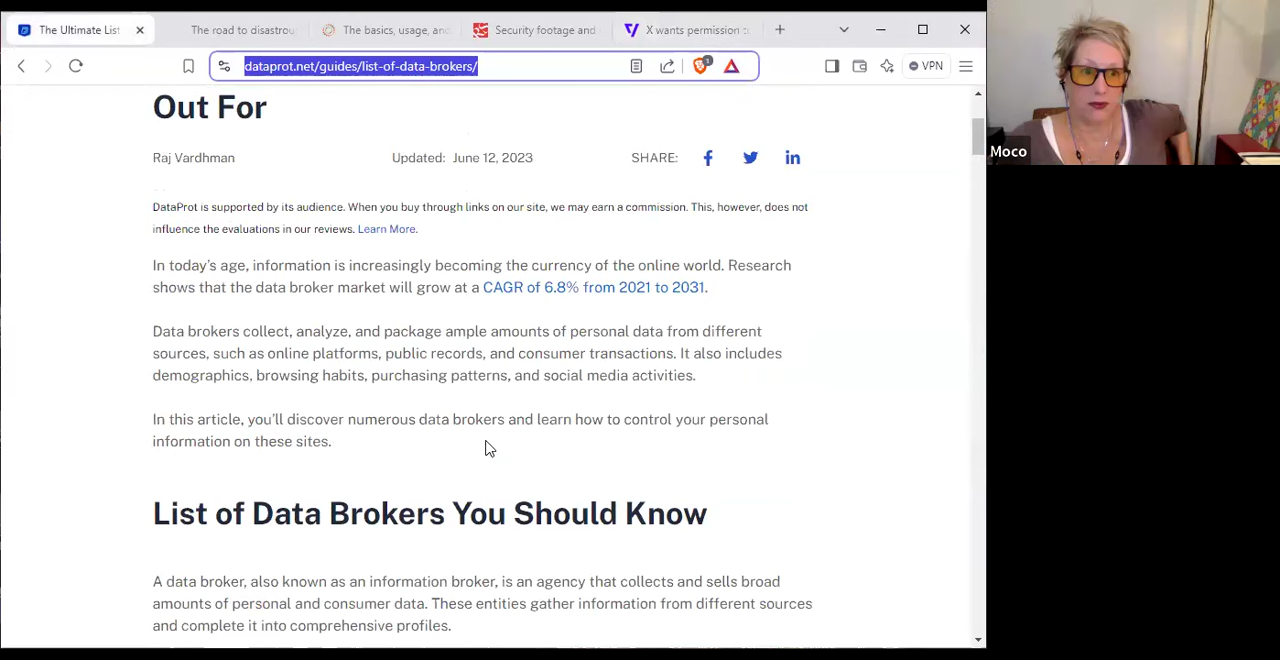 The Ultimate List
The road to disastrou
The basics, usage, an
Security footage and
X wants permission t
dataprot.net/guides/list-of-data-brokers/
1
VPN
Out For
Raj Vardhman
Updated: June 12, 2023
SHARE:
DataProt is supported by its audience. When you buy through links on our site, we may earn a commission. This, however, does not
influence the evaluations in our reviews. Learn More.
In today's age, information is increasingly becoming the currency of the online world. Research
shows that the data broker market will grow at a CAGR of 6.8% from 2021 to 2031.
Data brokers collect, analyze, and package ample amounts of personal data from different
sources, such as online platforms, public records, and consumer transactions. It also includes
demographics, browsing habits, purchasing patterns, and social media activities.
In this article, you'll discover numerous data brokers and learn how to control your personal
information on these sites.
List of Data Brokers You Should Know
A data broker, also known as an information broker, is an agency that collects and sells broad
amounts of personal and consumer data. These entities gather information from different sources
and complete it into comprehensive profiles.
Moco